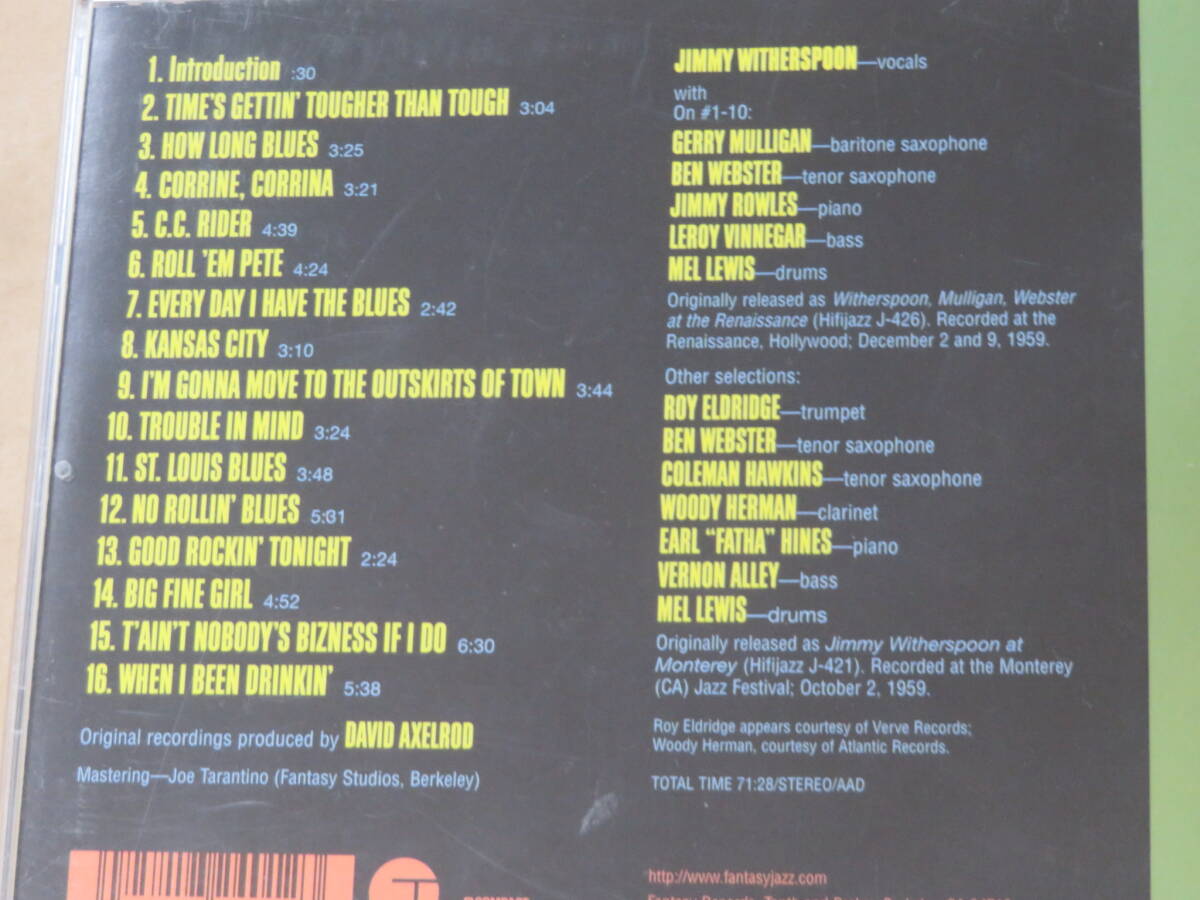 1. Introduction :30
2. TIME'S GETTIN' TOUGHER THAN TOUGH 3:04
3. HOW LONG BLUES 3:25
4. CORRINE, CORRINA 3:21
5. C.C. RIDER 4:39
6. ROLL 'EM PETE 4:24
7. EVERY DAY I HAVE THE BLUES 2:42
8. KANSAS CITY 3:10
9. I'M GONNA MOVE TO THE OUTSKIRTS OF TOWN 3:44
10. TROUBLE IN MIND 3:24
11. ST. LOUIS BLUES 3:48
12. NO ROLLIN' BLUES 5:31
13. GOOD ROCKIN' TONIGHT 2:24
14. BIG FINE GIRL 4:52
15. T'AIN'T NOBODY'S BIZNESS IF I DO 6:30
16. WHEN I BEEN DRINKIN' 5:38
Original recordings produced by DAVID AXELROD
Mastering—Joe Tarantino (Fantasy Studios, Berkeley)
JIMMY WITHERSPOON—vocals
with
On #1-10:
GERRY MULLIGAN—baritone saxophone
BEN WEBSTER—tenor saxophone
JIMMY ROWLES—piano
LEROY VINNEGAR—bass
MEL LEWIS—drums
Originally released as Witherspoon, Mulligan, Webster
at the Renaissance (Hifijazz J-426). Recorded at the
Renaissance, Hollywood; December 2 and 9, 1959.
Other selections:
ROY ELDRIDGE—trumpet
BEN WEBSTER—tenor saxophone
COLEMAN HAWKINS—tenor saxophone
WOODY HERMAN—clarinet
EARL "FATHA" HINES—piano
VERNON ALLEY—bass
MEL LEWIS—drums
Originally released as Jimmy Witherspoon at
Monterey (Hifijazz J-421). Recorded at the Monterey
(CA) Jazz Festival; October 2, 1959.
Roy Eldridge appears courtesy of Verve Records;
Woody Herman, courtesy of Atlantic Records.
TOTAL TIME 71:28/STEREO/AAD
http://www.fantasyjazz.com